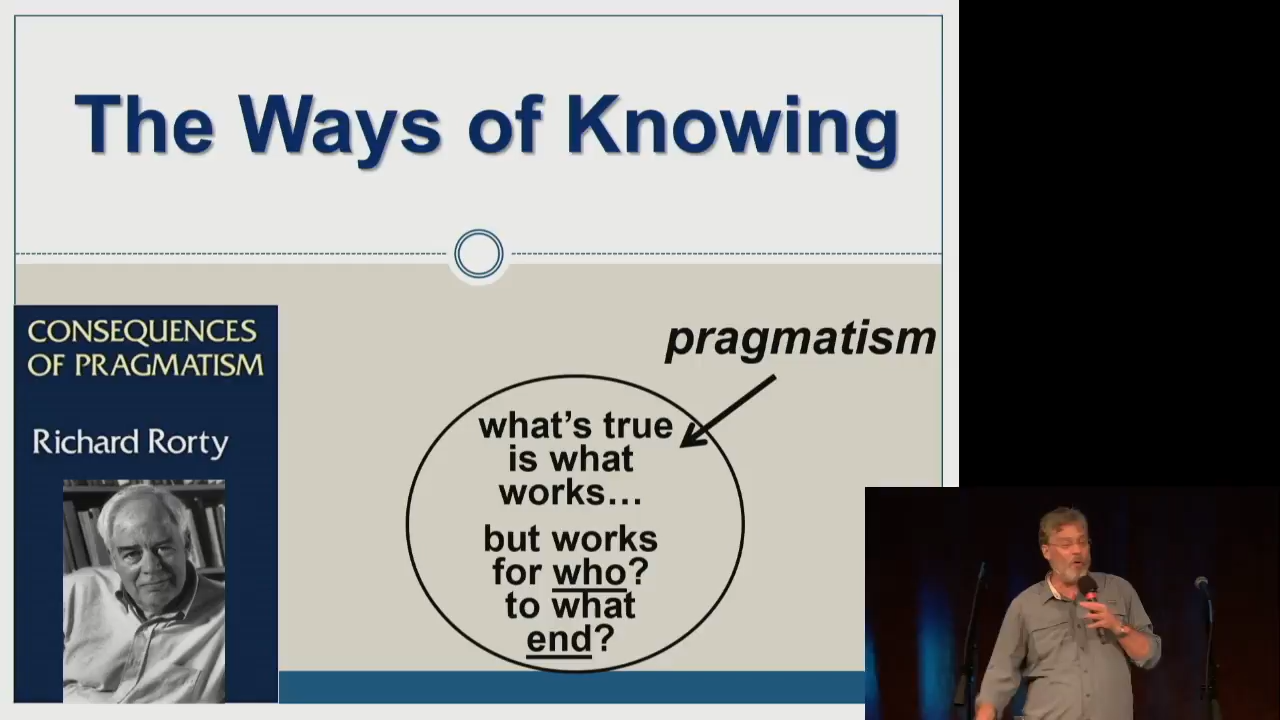 The Ways of Knowing
CONSEQUENCES
OF PRAGMATISM
Richard Rorty
pragmatism
what's true
is what
works...
but works
for who?
to what
end?